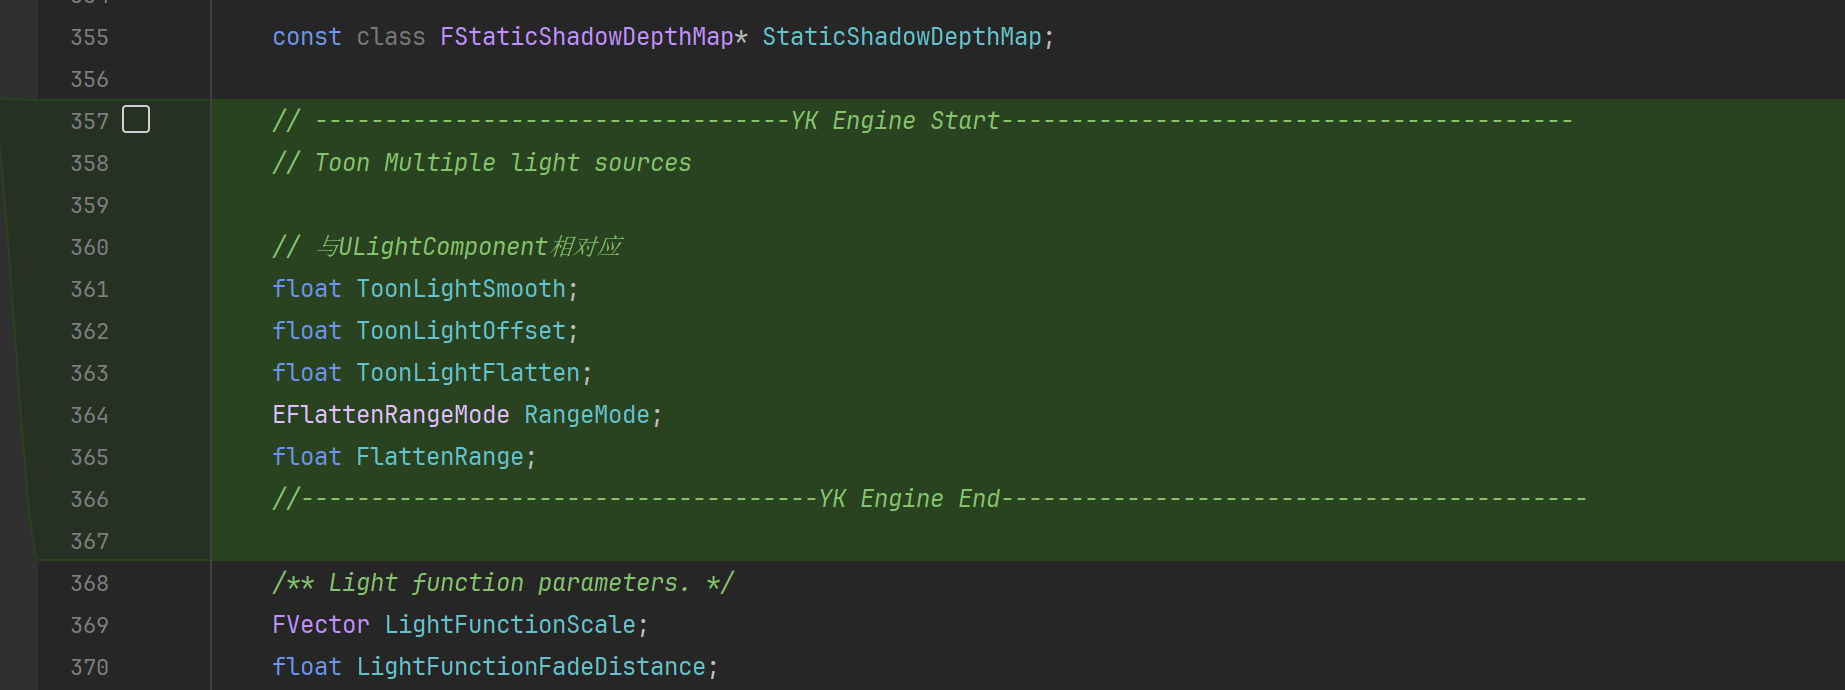 355 const class FStaticShadowDepthMap* StaticShadowDepthMap;
356
357 // ----------------------------------YK Engine Start-----------------------------------------
358 // Toon Multiple light sources
359
360 // 与ULightComponent相对应
361 float ToonLightSmooth;
362 float ToonLightOffset;
363 float ToonLightFlatten;
364 EFlattenRangeMode RangeMode;
365 float FlattenRange;
366 //-------------------------------------YK Engine End------------------------------------------
367
368 /** Light function parameters. */
369 FVector LightFunctionScale;
370 float LightFunctionFadeDistance;